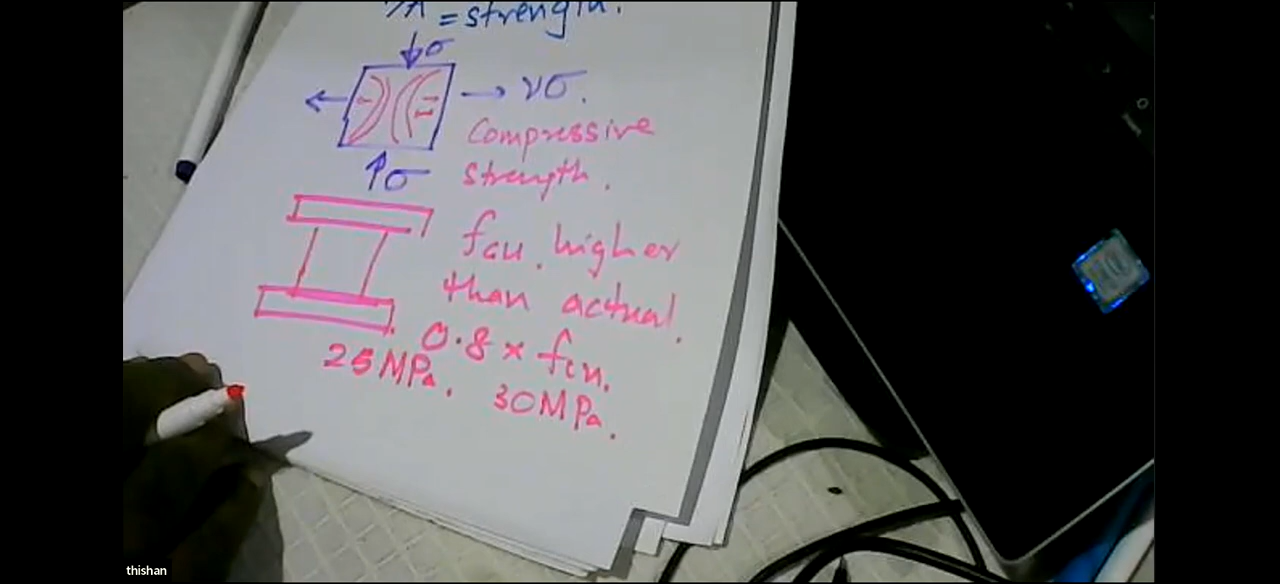 P/A = strength.
↓σ
← → νσ.
Compressive
↑σ strength.
fcu. higher
than actual.
0.8 × fcu.
25 MPa. 30 MPa.
thishan